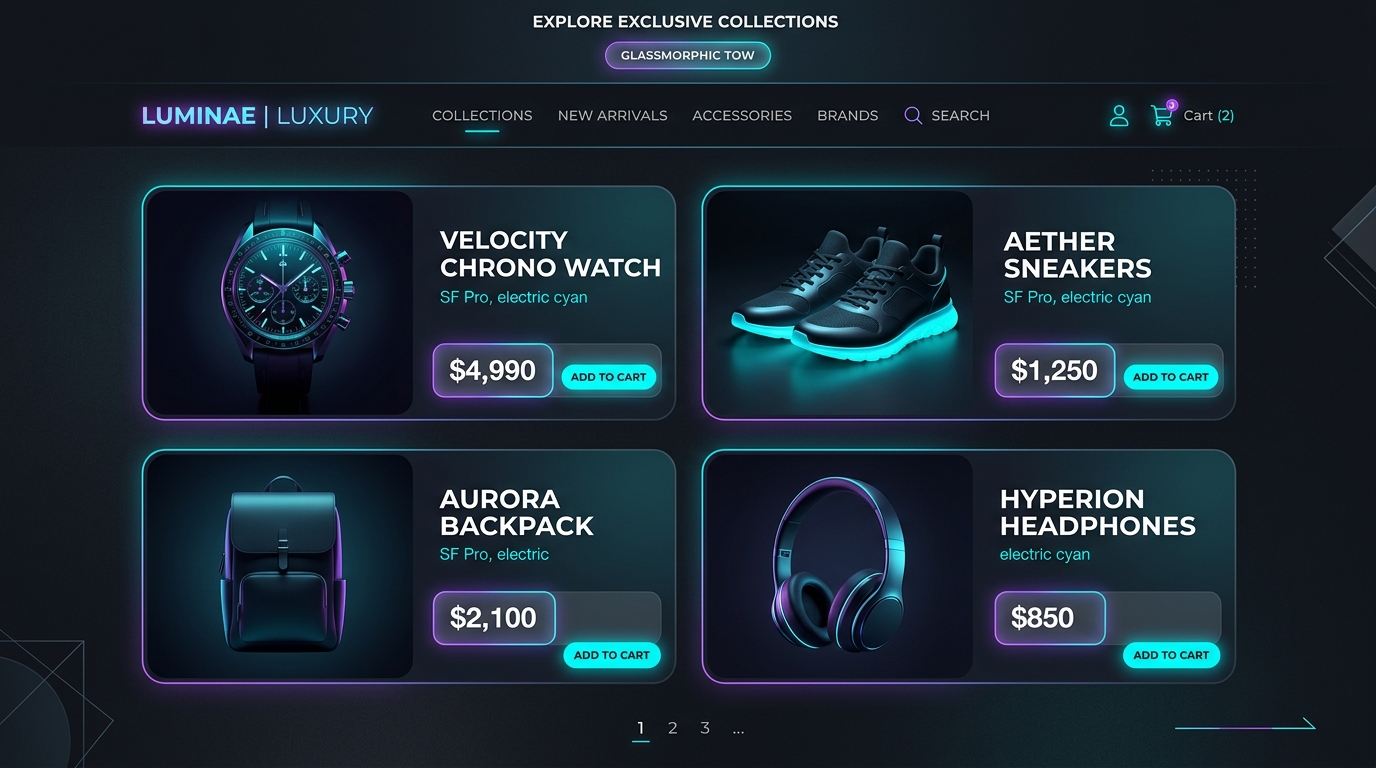 EXPLORE EXCLUSIVE COLLECTIONS
GLASSMORPHIC TOW
LUMINAE | LUXURY
COLLECTIONS
NEW ARRIVALS
ACCESSORIES
BRANDS
SEARCH
3
Cart (2)
VELOCITY
CHRONO WATCH
SF Pro, electric cyan
$4,990
ADD TO CART
AETHER
SNEAKERS
SF Pro, electric cyan
$1,250
ADD TO CART
AURORA
BACKPACK
SF Pro, electric
$2,100
ADD TO CART
HYPERION
HEADPHONES
electric cyan
$850
ADD TO CART
1 2 3 ...